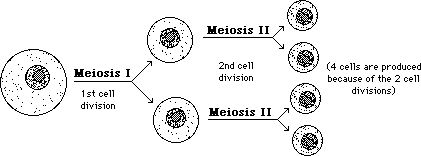 Meiosis I
1st cell
division
Meiosis II
2nd cell
division
Meiosis II
(4 cells are produced
because of the 2 cell
divisions)